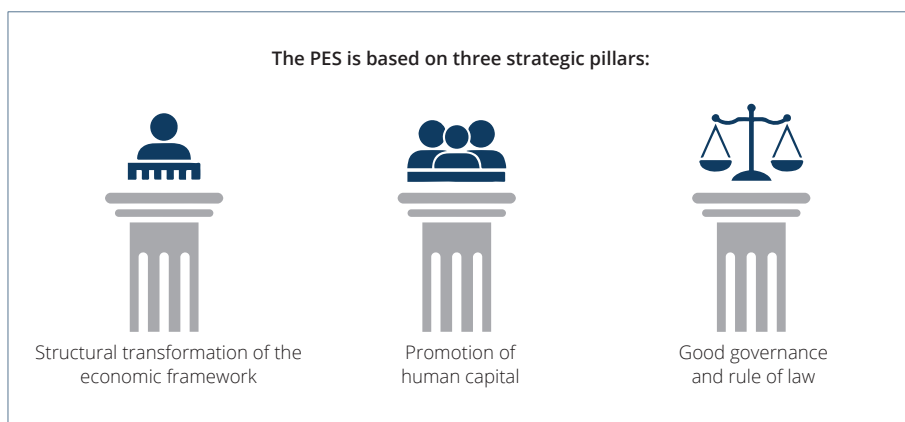 The PES is based on three strategic pillars:
Structural transformation of the
economic framework
Promotion of
human capital
Good governance
and rule of law